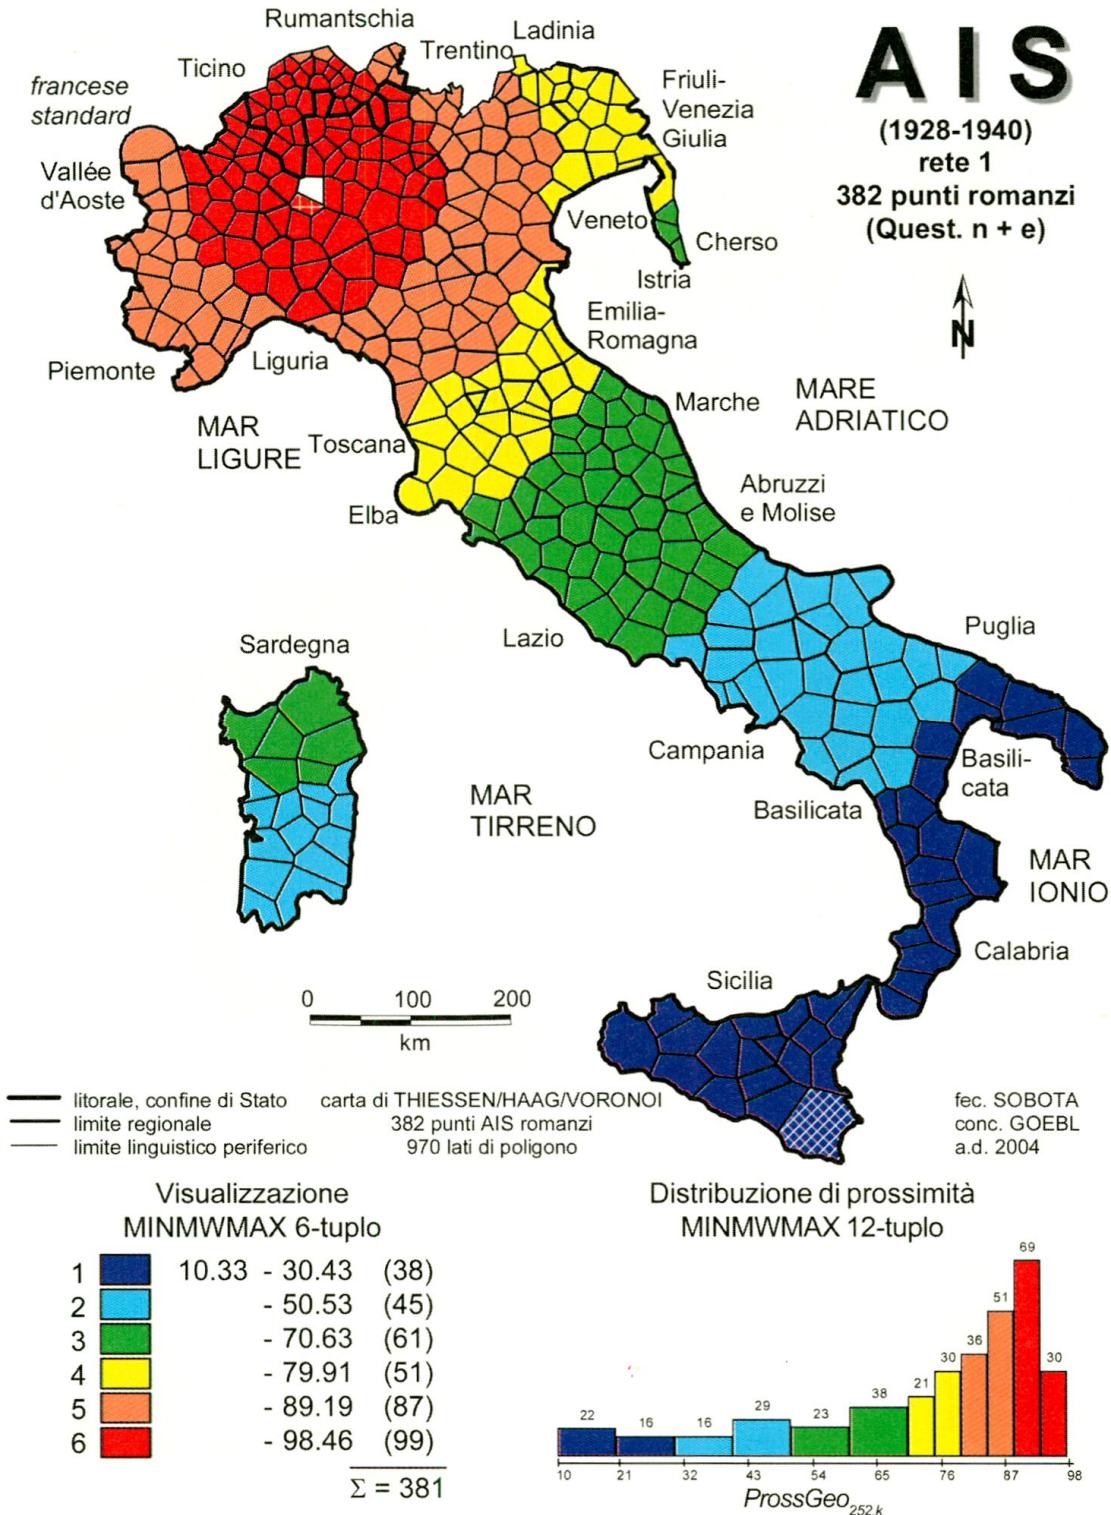 Rumantschia
Ladinia
Trentino
Ticino
francese
standard
Friuli-
Venezia
Giulia
Vallée
d'Aoste
A I S
(1928-1940)
rete 1
382 punti romanzi
(Quest. n + e)
Veneto
Cherso
Istria
Emilia-
Romagna
N
Piemonte
Liguria
MAR
LIGURE
Toscana
Marche
MARE
ADRIATICO
Elba
Abruzzi
e Molise
Lazio
Puglia
Sardegna
Campania
Basili-
cata
Basilicata
MAR
TIRRENO
MAR
IONIO
Calabria
Sicilia
0 100 200
km
litorale, confine di Stato
limite regionale
limite linguistico periferico
carta di THIESSEN/HAAG/VORONOI
382 punti AIS romanzi
970 lati di poligono
fec. SOBOTA
conc. GOEBL
a.d. 2004
Visualizzazione
MINMWMAX 6-tuplo
1 10.33 - 30.43 (38)
2 - 50.53 (45)
3 - 70.63 (61)
4 - 79.91 (51)
5 - 89.19 (87)
6 - 98.46 (99)
Σ = 381
Distribuzione di prossimità
MINMWMAX 12-tuplo
22 16 16 29 23 38 21 30 36 51 69 30
10 21 32 43 54 65 76 87 98
ProssGeo252,k